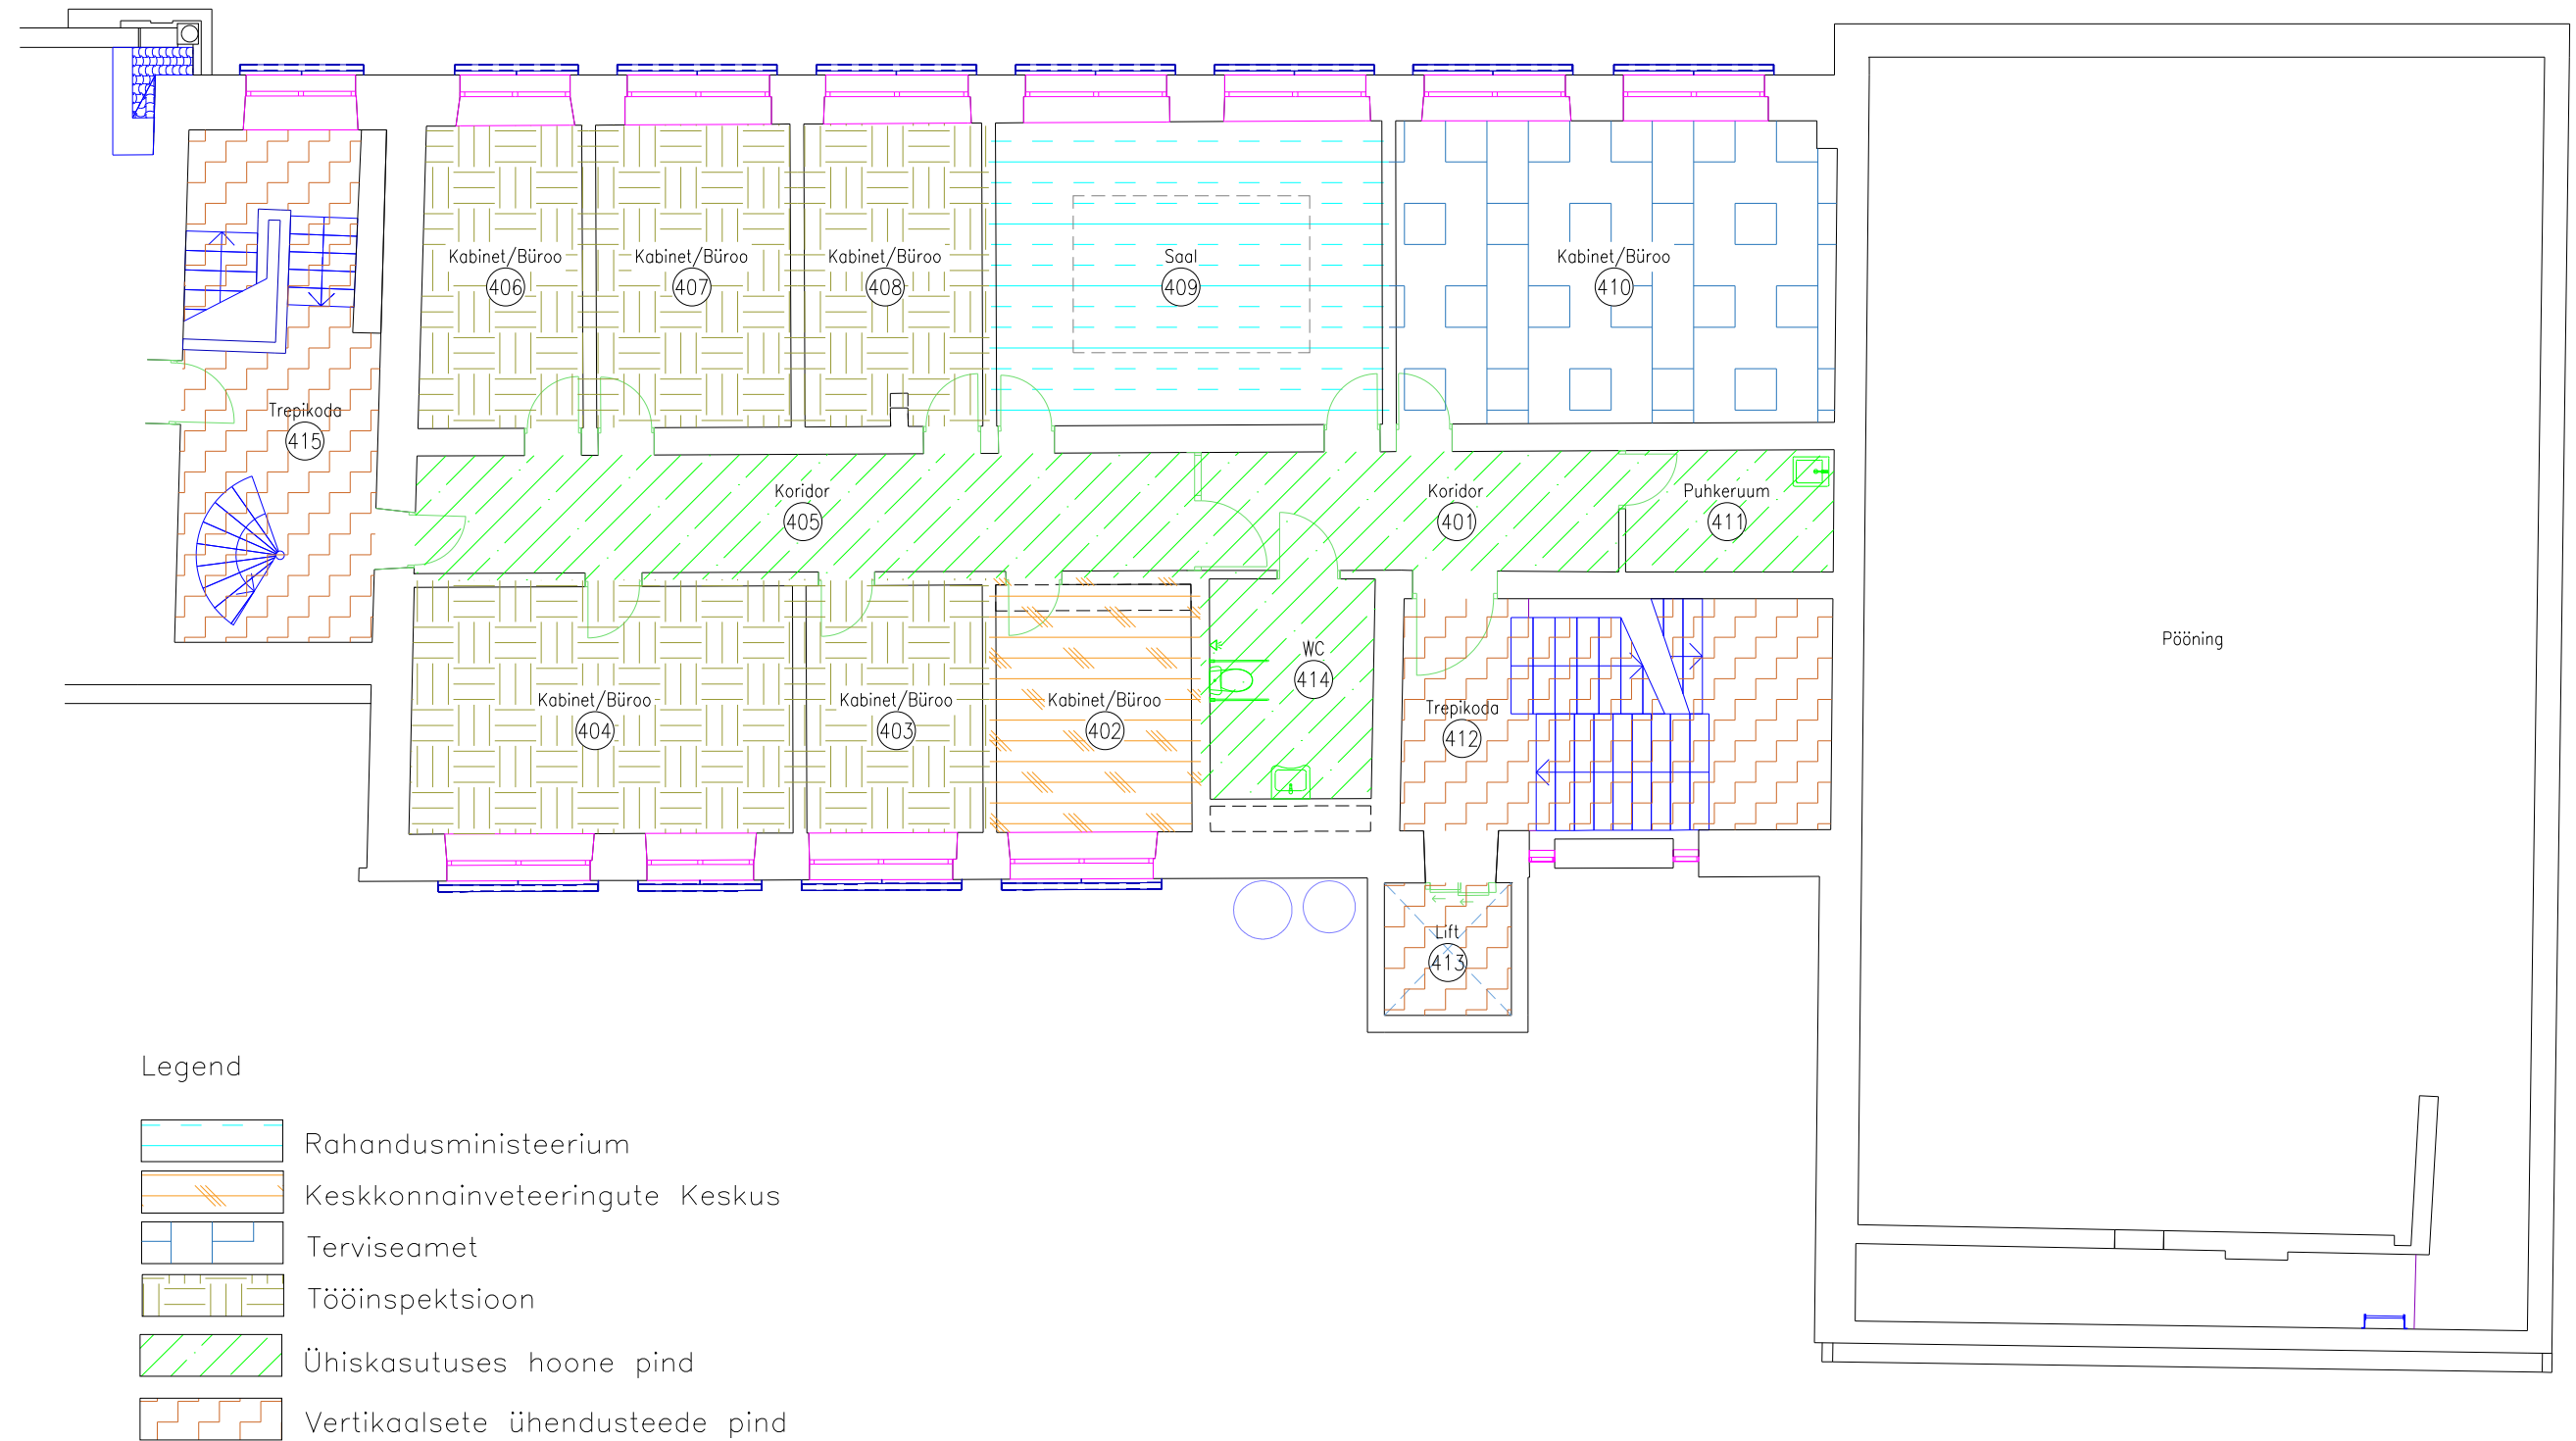 Kabinet/Büroo
406
Kabinet/Büroo
407
Kabinet/Büroo
408
Saal
409
Kabinet/Büroo
410
Trepikoda
415
Koridor
405
Koridor
401
Puhkeruum
411
Pööning
WC
414
Kabinet/Büroo
404
Kabinet/Büroo
403
Kabinet/Büroo
402
Trepikoda
412
Lift
413
Legend
Rahandusministeerium
Keskkonnainveteeringute Keskus
Terviseamet
Tööinspektsioon
Ühiskasutuses hoone pind
Vertikaalsete ühendusteede pind